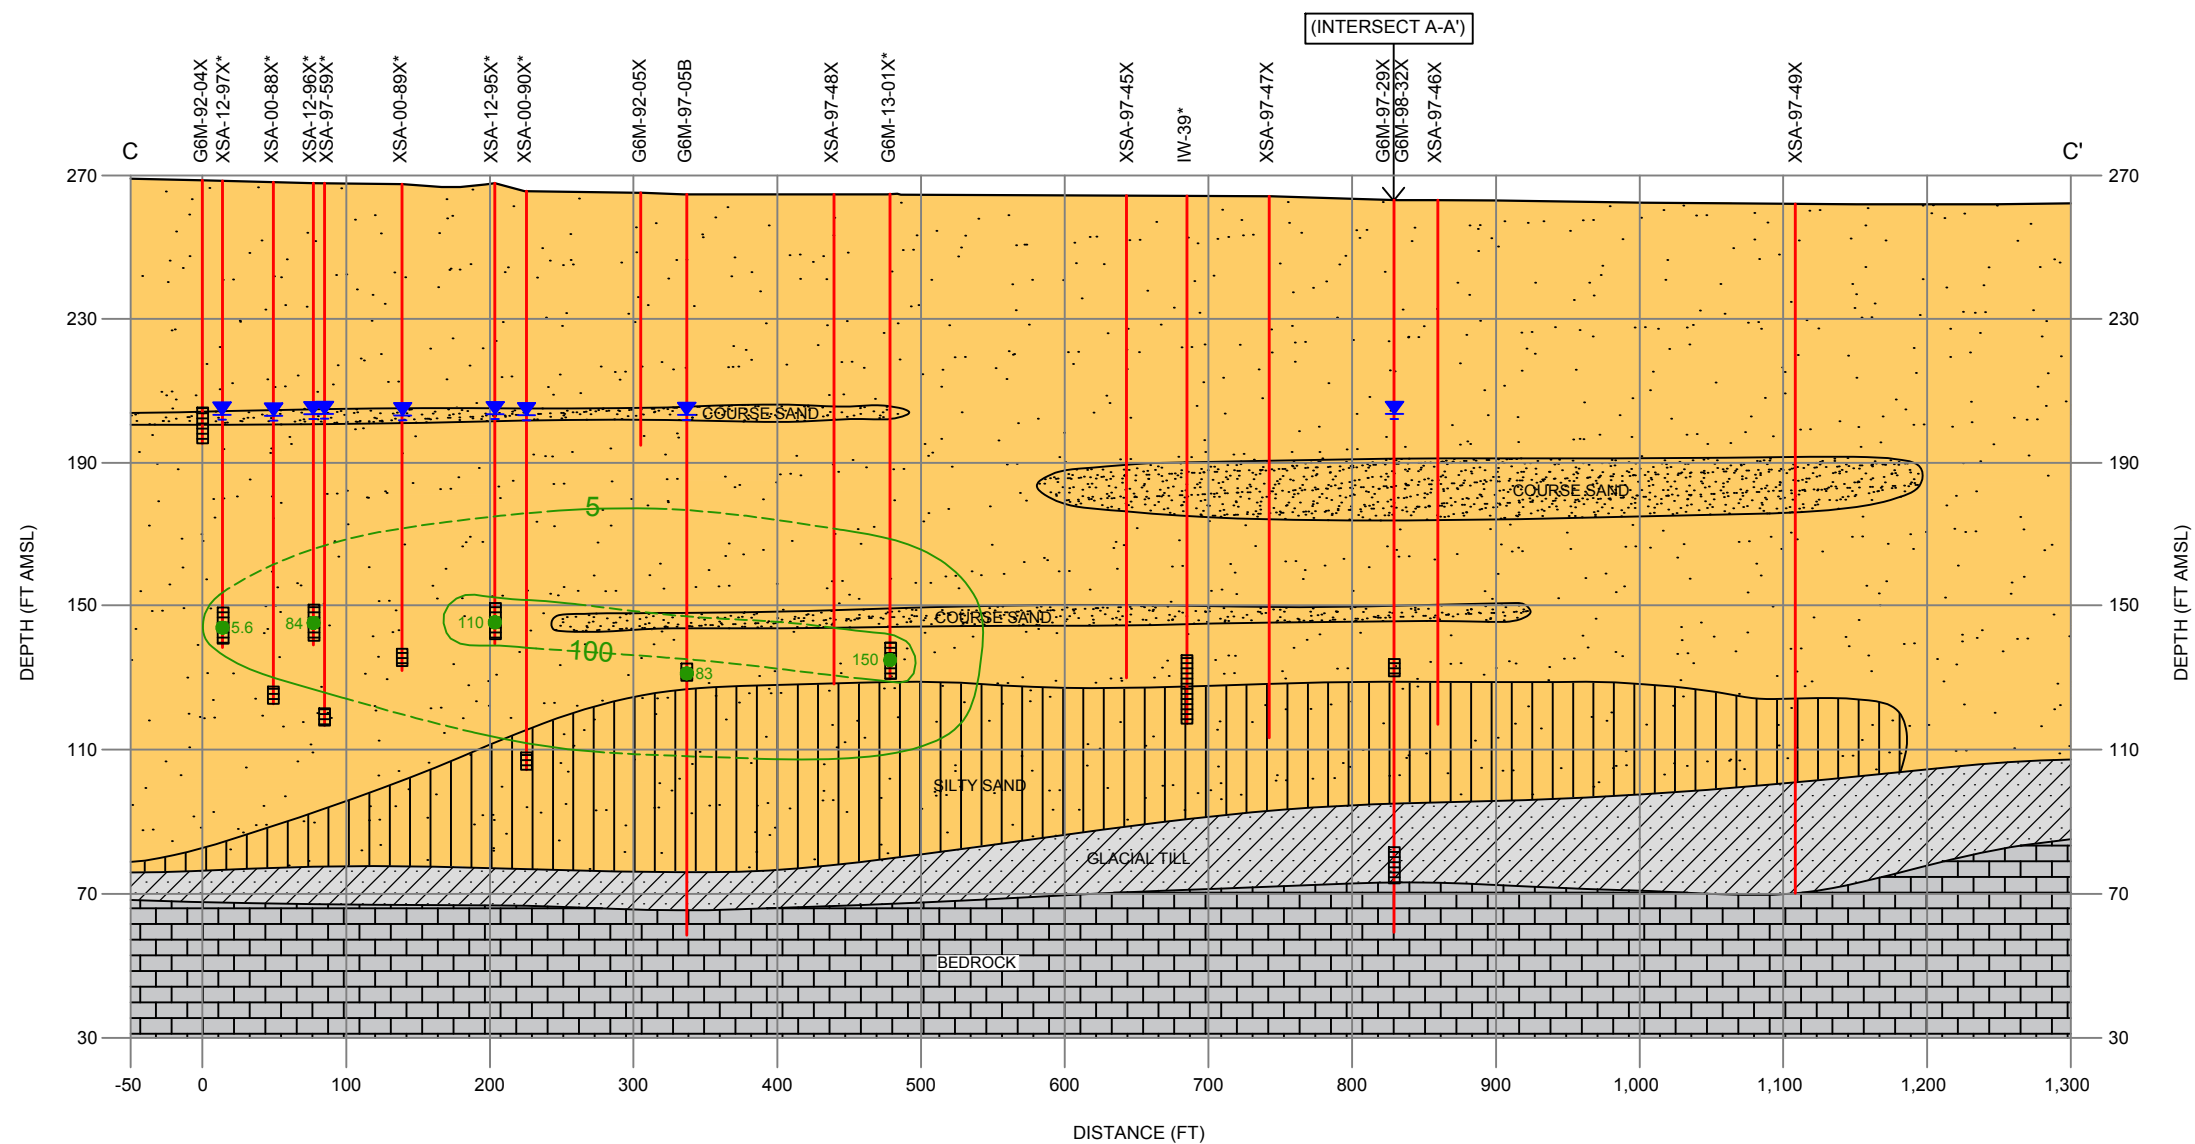 (INTERSECT A-A')
G6M-92-04X
XSA-12-97X*
XSA-00-88X*
XSA-12-96X*
XSA-97-59X*
XSA-00-89X*
XSA-12-95X*
XSA-00-90X*
G6M-92-05X
G6M-97-05B
XSA-97-48X
G6M-13-01X*
XSA-97-45X
IW-39*
XSA-97-47X
G6M-97-29X
G6M-98-32X
XSA-97-46X
XSA-97-49X
C
C'
270
270
230
230
COURSE SAND
190
190
COURSE SAND
5
150
150
COURSE SAND
5.6
84
110
100
150
83
110
110
SILTY SAND
GLACIAL TILL
70
70
BEDROCK
30
30
DEPTH (FT AMSL)
DEPTH (FT AMSL)
-50 0 100 200 300 400 500 600 700 800 900 1,000 1,100 1,200 1,300
DISTANCE (FT)